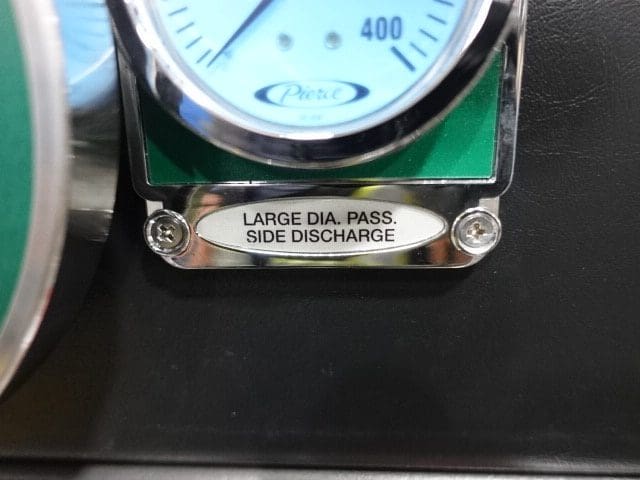 400
Pierce
LARGE DIA. PASS.
SIDE DISCHARGE